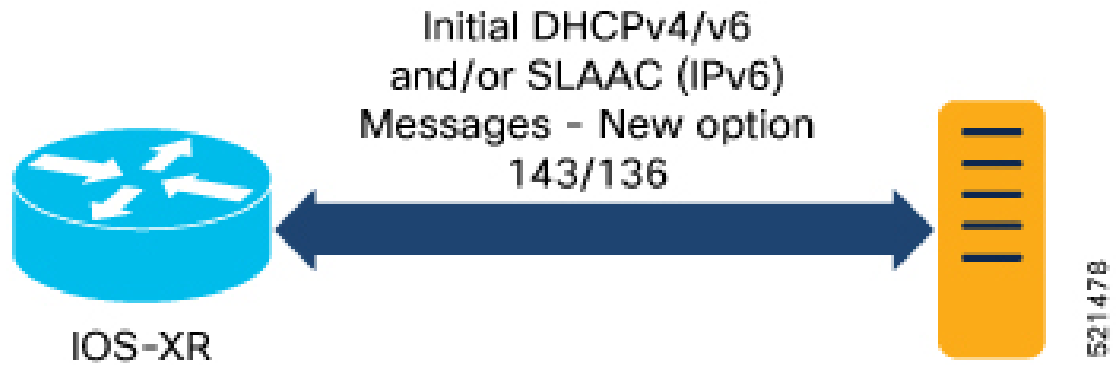 Initial DHCPv4/v6
and/or SLAAC (IPv6)
Messages - New option
143/136
IOS-XR
521478